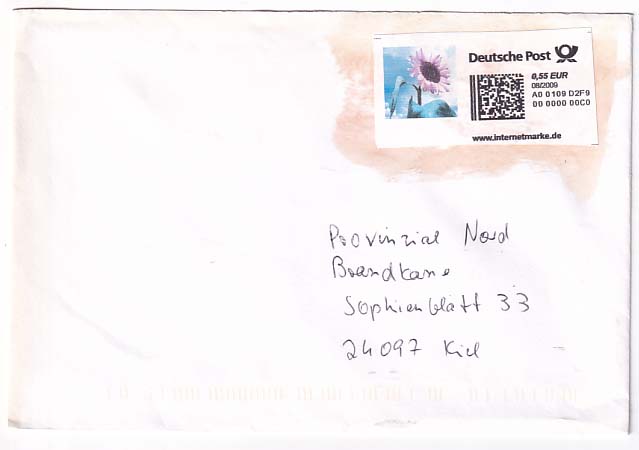 Deutsche Post
0,55 EUR
08/2009
A0 0109 D2F9
00 0000 00C0
www.internetmarke.de
Provinzial Nord
Brandkasse
Sophienblatt 33
24097 Kiel